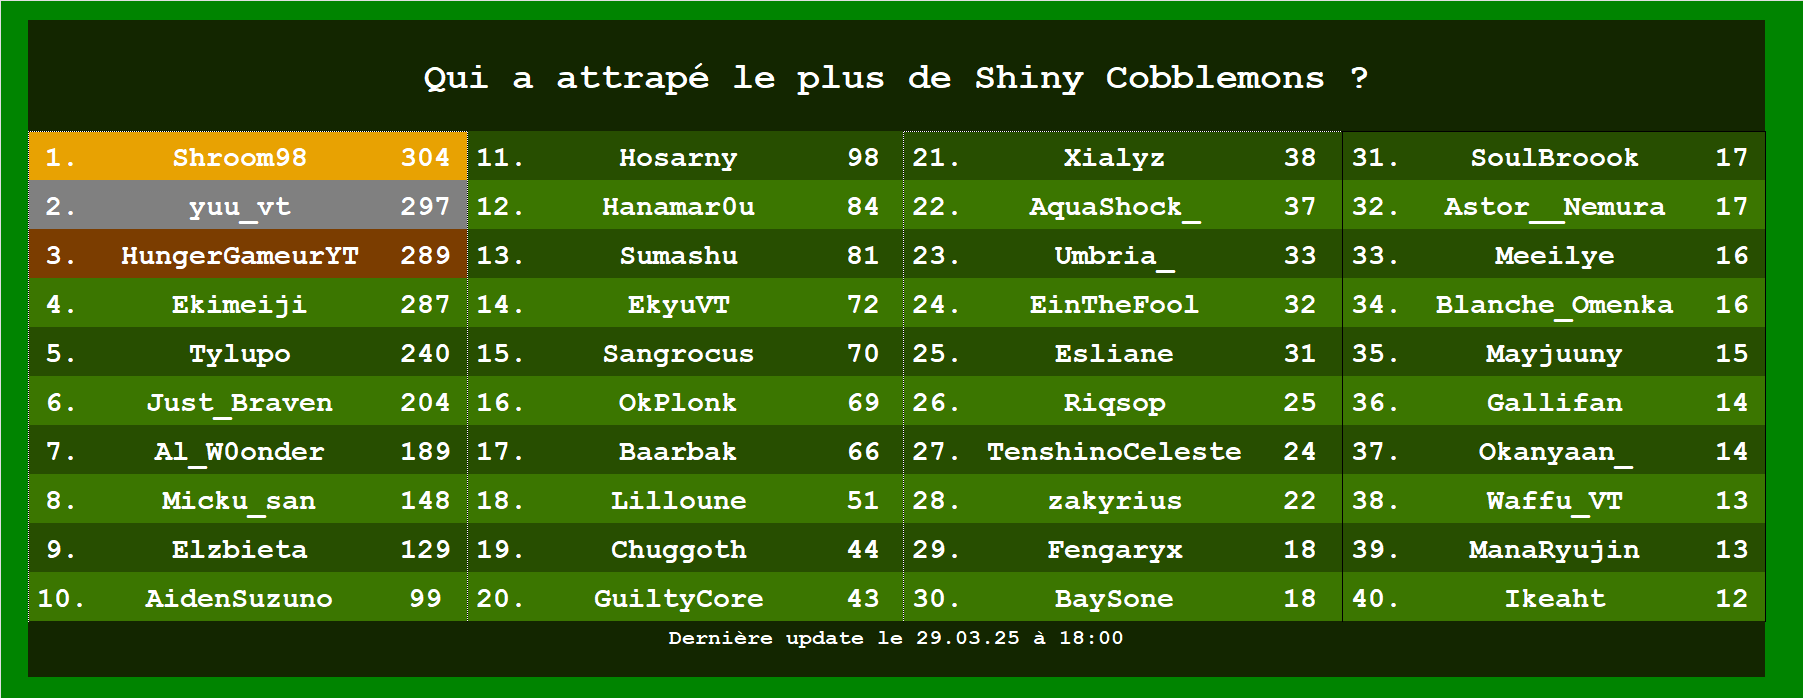 Qui a attrapé le plus de Shiny Cobblemons ?
1. Shroom98 304
2. yuu_vt 297
3. HungerGameurYT 289
4. Ekimeiji 287
5. Tylupo 240
6. Just_Braven 204
7. Al_W0onder 189
8. Micku_san 148
9. Elzbieta 129
10. AidenSuzuno 99
11. Hosarny 98
12. Hanamar0u 84
13. Sumashu 81
14. EkyuVT 72
15. Sangrocus 70
16. OkPlonk 69
17. Baarbak 66
18. Lilloune 51
19. Chuggoth 44
20. GuiltyCore 43
21. Xialyz 38
22. AquaShock_ 37
23. Umbria_ 33
24. EinTheFool 32
25. Esliane 31
26. Riqsop 25
27. TenshinoCeleste 24
28. zakyrius 22
29. Fengaryx 18
30. BaySone 18
31. SoulBroook 17
32. Astor__Nemura 17
33. Meeilye 16
34. Blanche_Omenka 16
35. Mayjuuny 15
36. Gallifan 14
37. Okanyaan_ 14
38. Waffu_VT 13
39. ManaRyujin 13
40. Ikeaht 12
Dernière update le 29.03.25 à 18:00